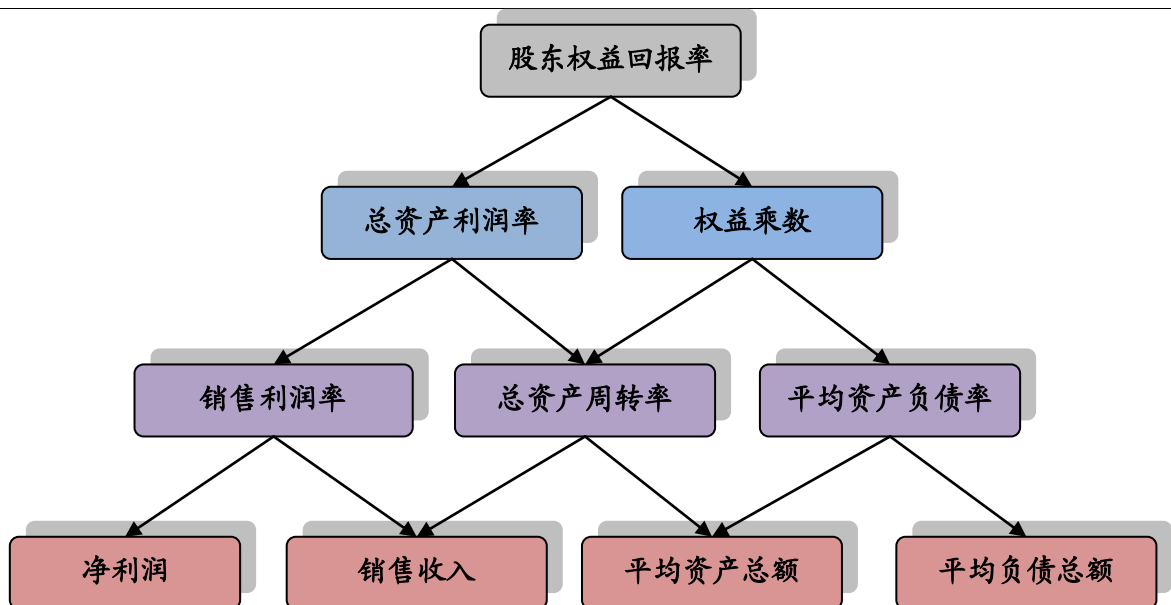 股东权益回报率
总资产利润率
权益乘数
销售利润率
总资产周转率
平均资产负债率
净利润
销售收入
平均资产总额
平均负债总额